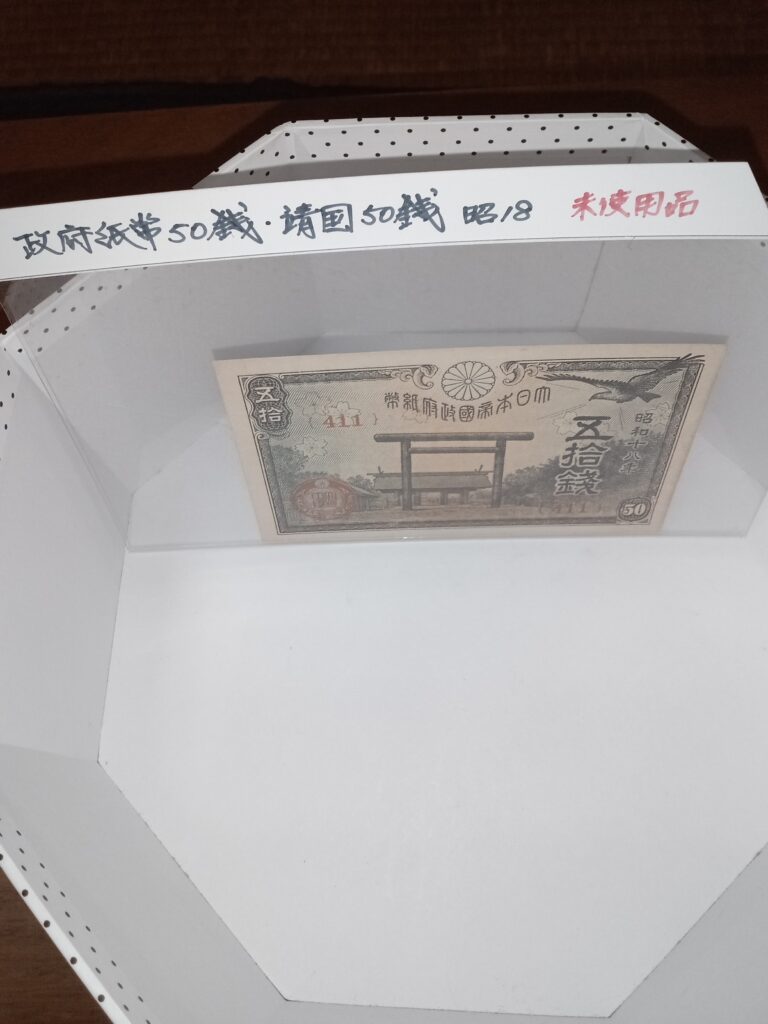 政府紙幣50銭・靖国50銭 昭18 未使用品
大日本帝國政府紙幣
五拾
{411}
昭和十八年
五拾錢
{411}
50